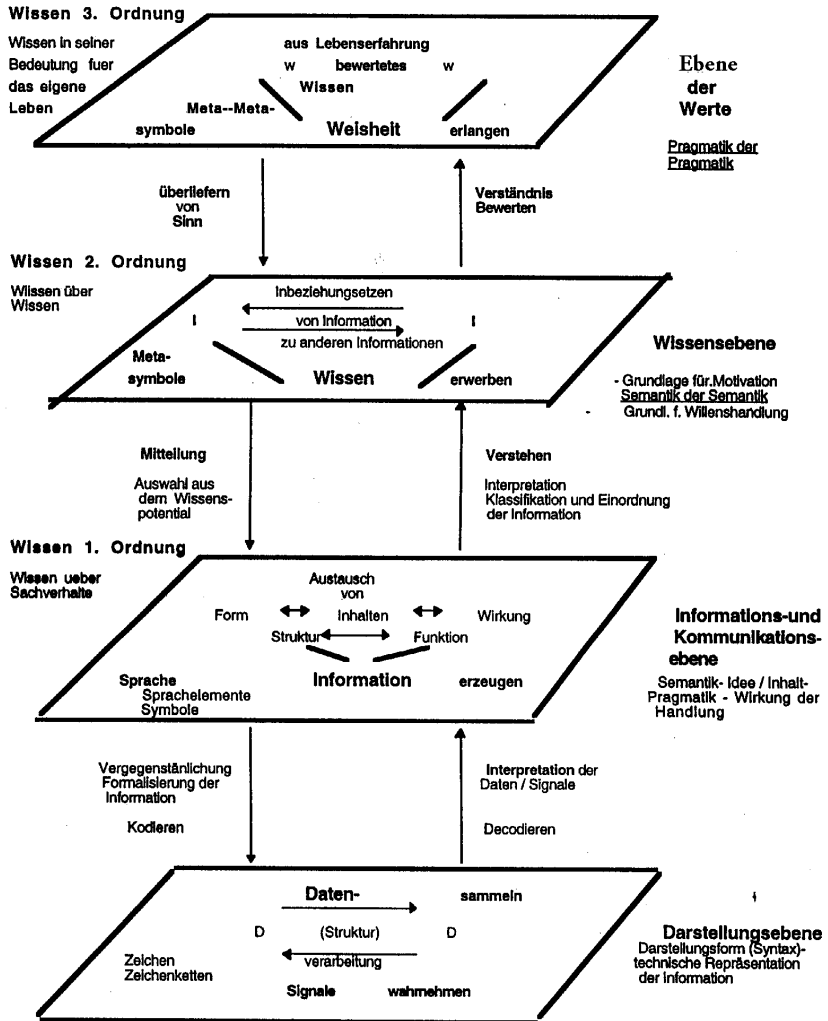 Wissen 3. Ordnung
Wissen in seiner
Bedeutung fuer
das eigene
Leben
aus Lebenserfahrung
w bewertetes w
Wissen
Meta--Meta-
symbole
Weisheit erlangen
Ebene
der
Werte
Pragmatik der
Pragmatik
überliefern
von
Sinn
Verständnis
Bewerten
Wissen 2. Ordnung
Wissen über
Wissen
Inbeziehungsetzen
I von Information I
zu anderen Informationen
Meta-
symbole
Wissen erwerben
Wissensebene
- Grundlage für.Motivation
Semantik der Semantik
- Grundl. f. Willenshandlung
Mitteilung
Auswahl aus
dem Wissens-
potential
Verstehen
Interpretation
Klassifikation und Einordnung
der Information
Wissen 1. Ordnung
Wissen ueber
Sachverhalte
Austausch
von
Form Inhalten Wirkung
Struktur Funktion
Sprache
Sprachelemente
Symbole
Information erzeugen
Informations-und
Kommunikations-
ebene
Semantik- Idee / Inhalt-
Pragmatik - Wirkung der
Handlung
Vergegenstänlichung
Formalisierung der
Information
Kodieren
Interpretation der
Daten / Signale
Decodieren
Daten- sammeln
D (Struktur) D
verarbeitung
Zeichen
Zeichenketten
Signale wahrnehmen
Darstellungsebene
Darstellungsform (Syntax)-
technische Repräsentation
der Information